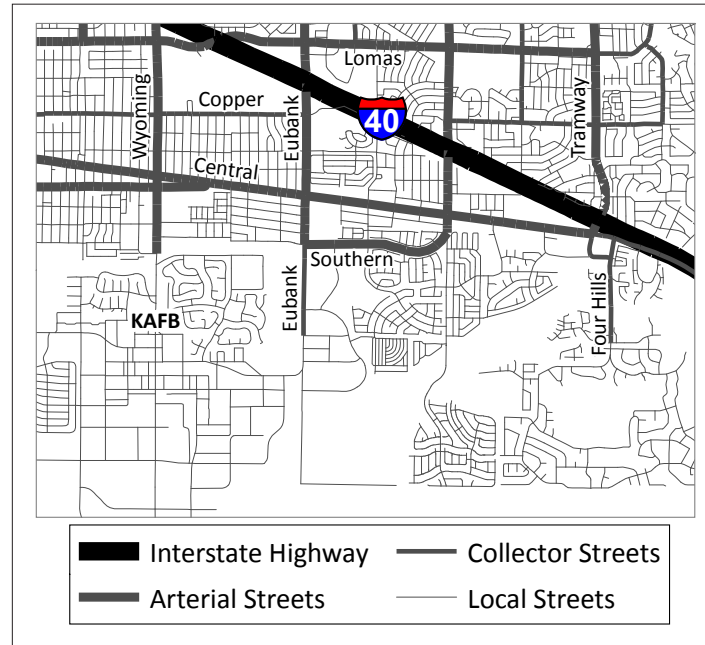 Lomas
Wyoming
Copper
Eubank
40
Tramway
Central
Southern
Eubank
KAFB
Four Hills
Interstate Highway
Collector Streets
Arterial Streets
Local Streets